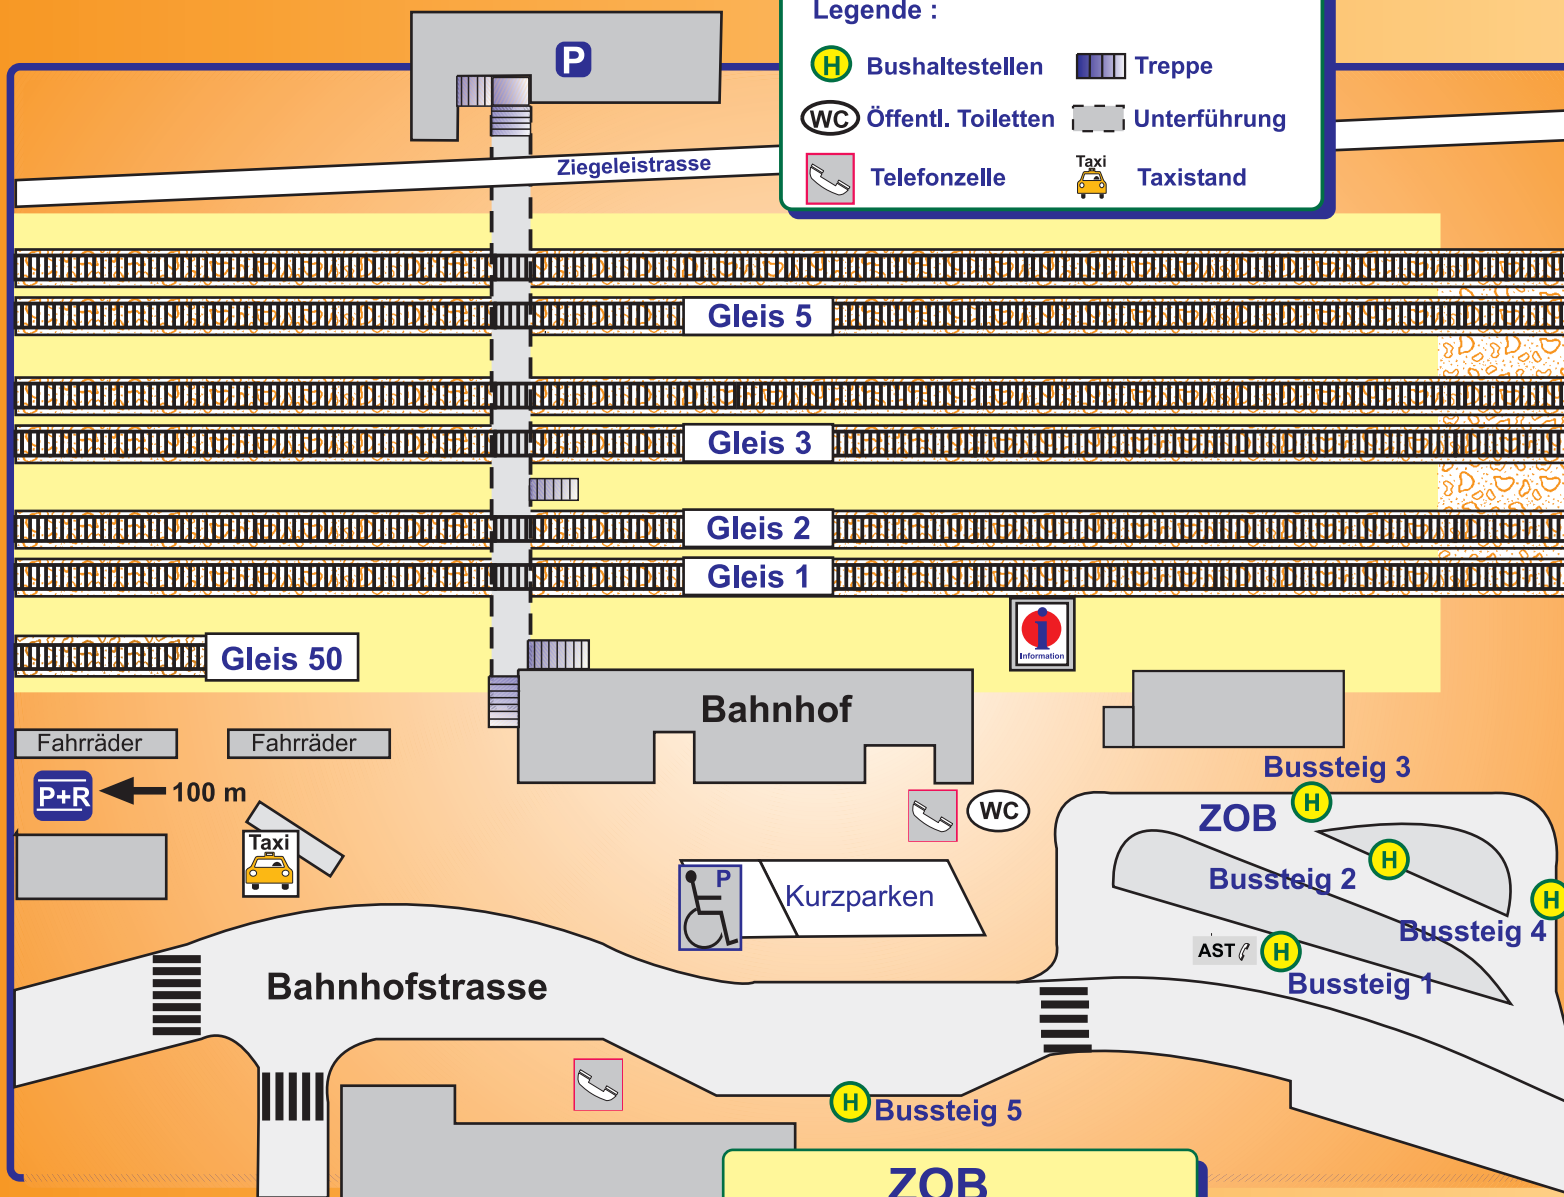 Legende :
P
H Bushaltestellen
Treppe
WC Öffentl. Toiletten
Unterführung
Telefonzelle
Taxi Taxistand
Ziegeleistrasse
Gleis 5
Gleis 3
Gleis 2
Gleis 1
i
Information
Gleis 50
Bahnhof
Fahrräder
Fahrräder
P+R
100 m
Taxi
WC
Bussteig 3
H
ZOB
H
Bussteig 2
P
Kurzparken
H
Bussteig 4
AST
H
Bussteig 1
Bahnhofstrasse
H
Bussteig 5
ZOB